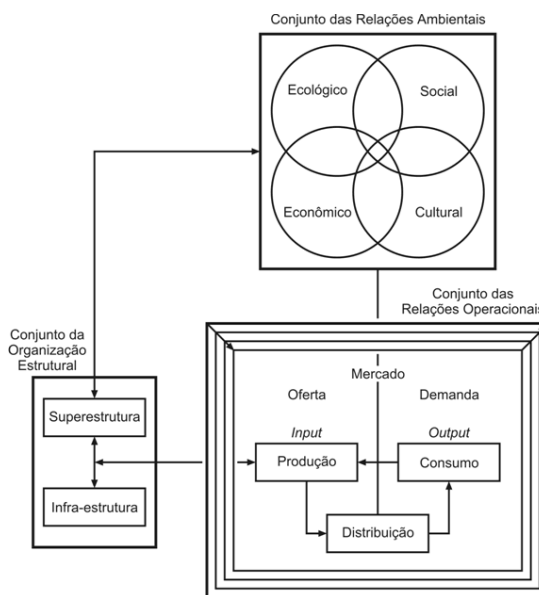 Conjunto das Relações Ambientais
Ecológico
Social
Econômico
Cultural
Conjunto das
Relações Operacionais
Conjunto da
Organização
Estrutural
Superestrutura
Infra-estrutura
Mercado
Oferta
Demanda
Input
Output
Produção
Consumo
Distribuição